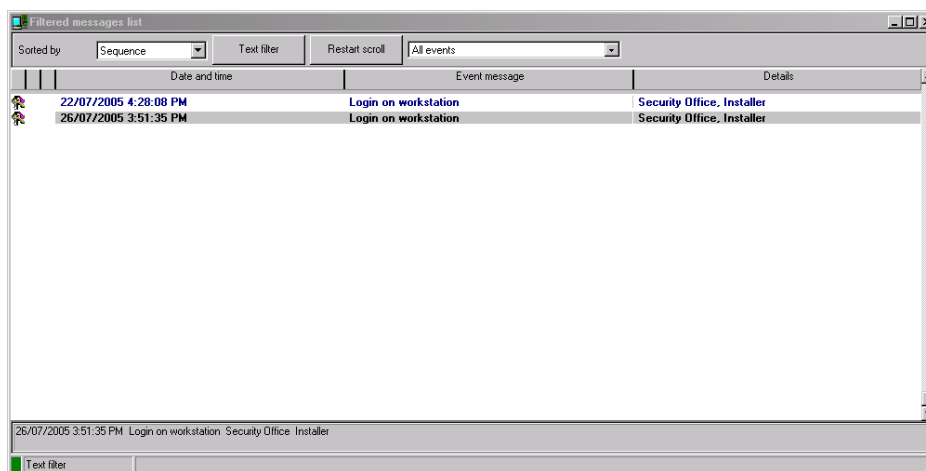 Filtered messages list
Sorted by Sequence Text filter Restart scroll All events
Date and time Event message Details
22/07/2005 4:28:08 PM Login on workstation Security Office, Installer
26/07/2005 3:51:35 PM Login on workstation Security Office, Installer
26/07/2005 3:51:35 PM Login on workstation Security Office Installer
Text filter